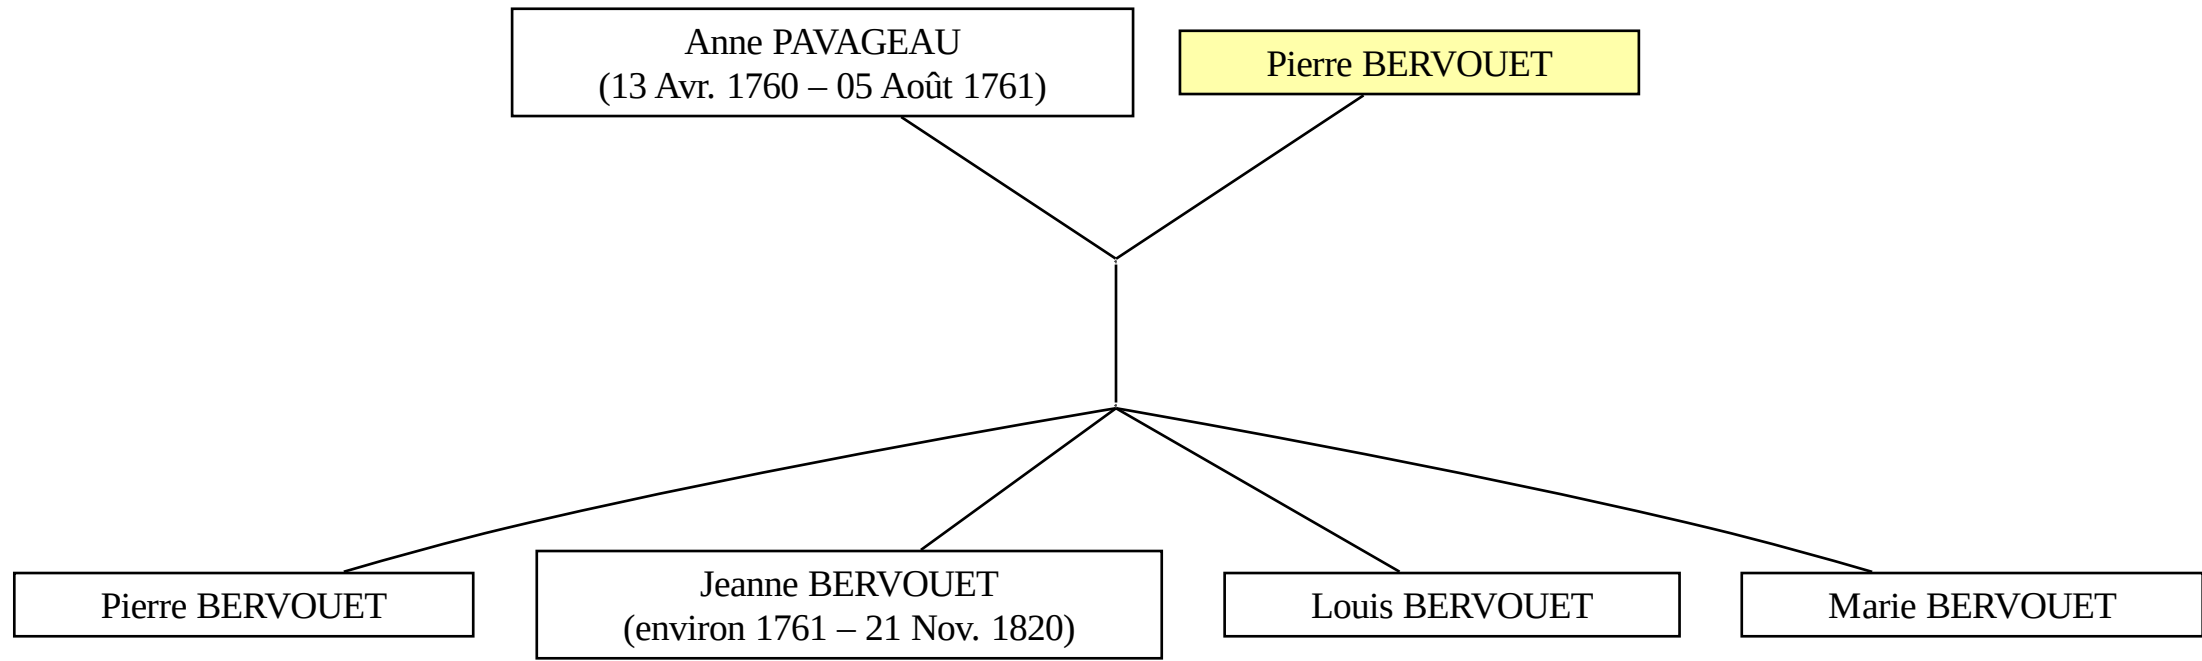 Anne PAVAGEAU
(13 Avr. 1760 – 05 Août 1761)
Pierre BERVOUET
Pierre BERVOUET
Jeanne BERVOUET
(environ 1761 – 21 Nov. 1820)
Louis BERVOUET
Marie BERVOUET